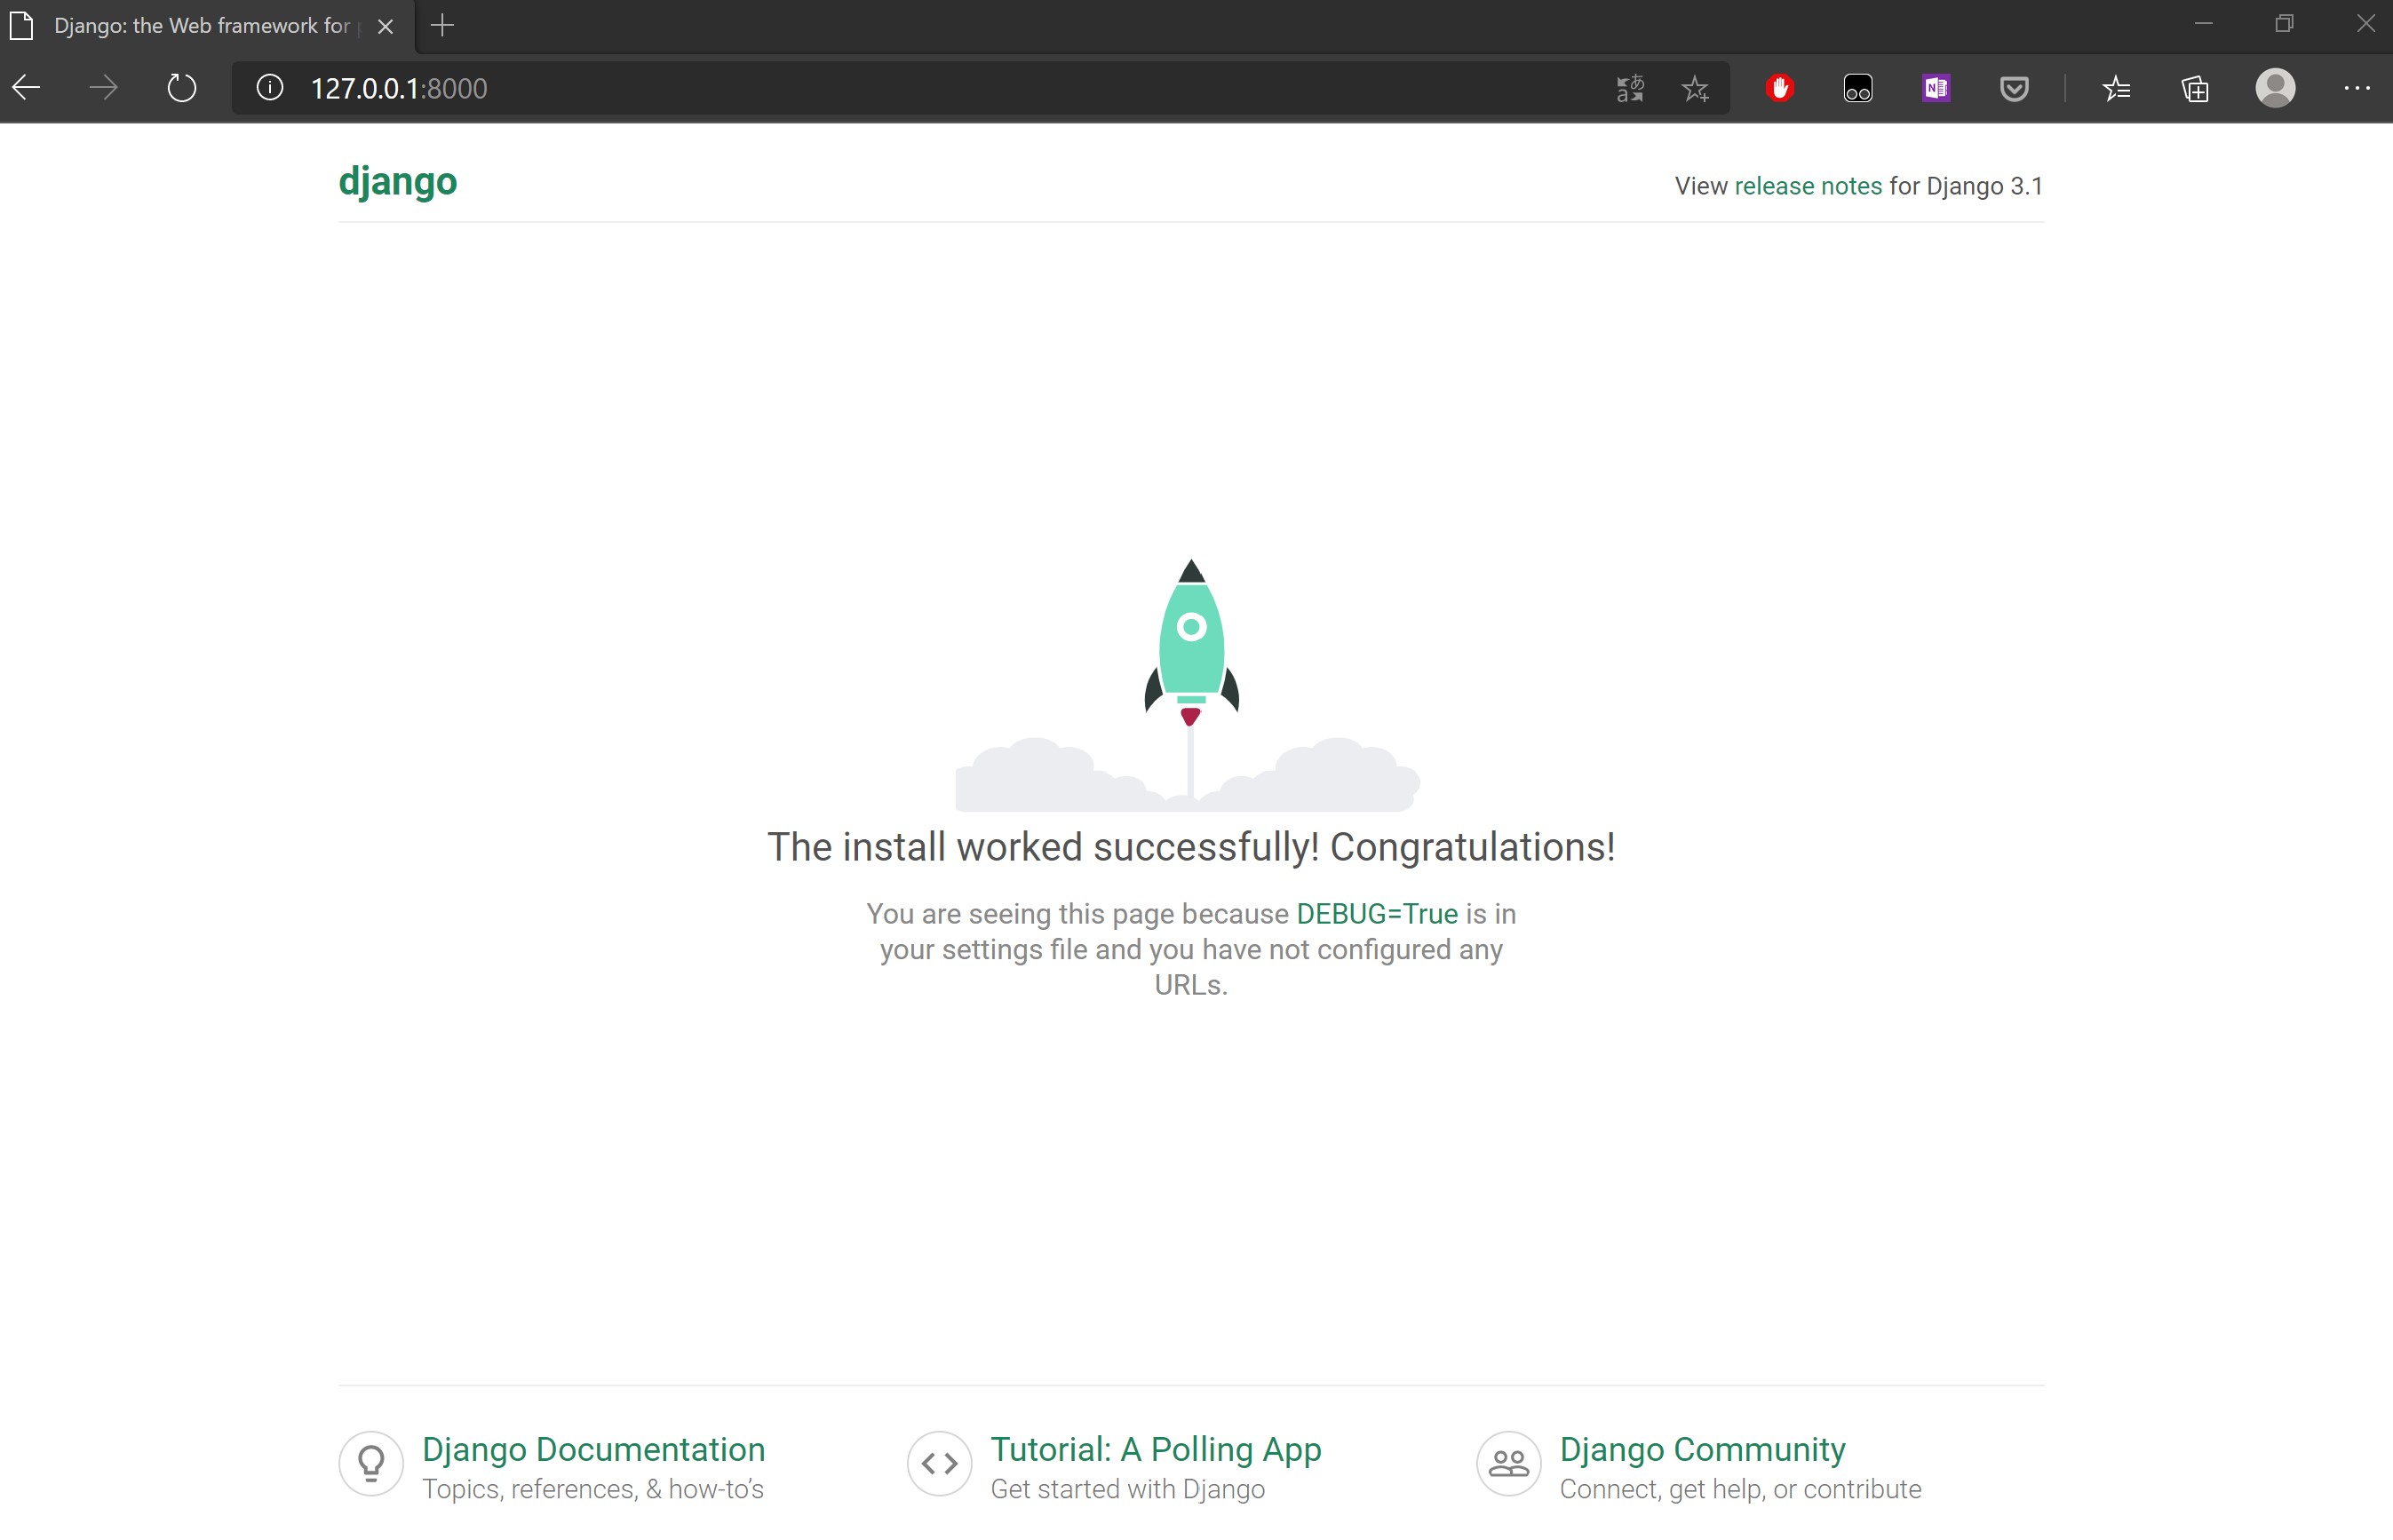 Django: the Web framework for
127.0.0.1:8000
django
View release notes for Django 3.1
The install worked successfully! Congratulations!
You are seeing this page because DEBUG=True is in
your settings file and you have not configured any
URLs.
Django Documentation
Topics, references, & how-to’s
Tutorial: A Polling App
Get started with Django
Django Community
Connect, get help, or contribute